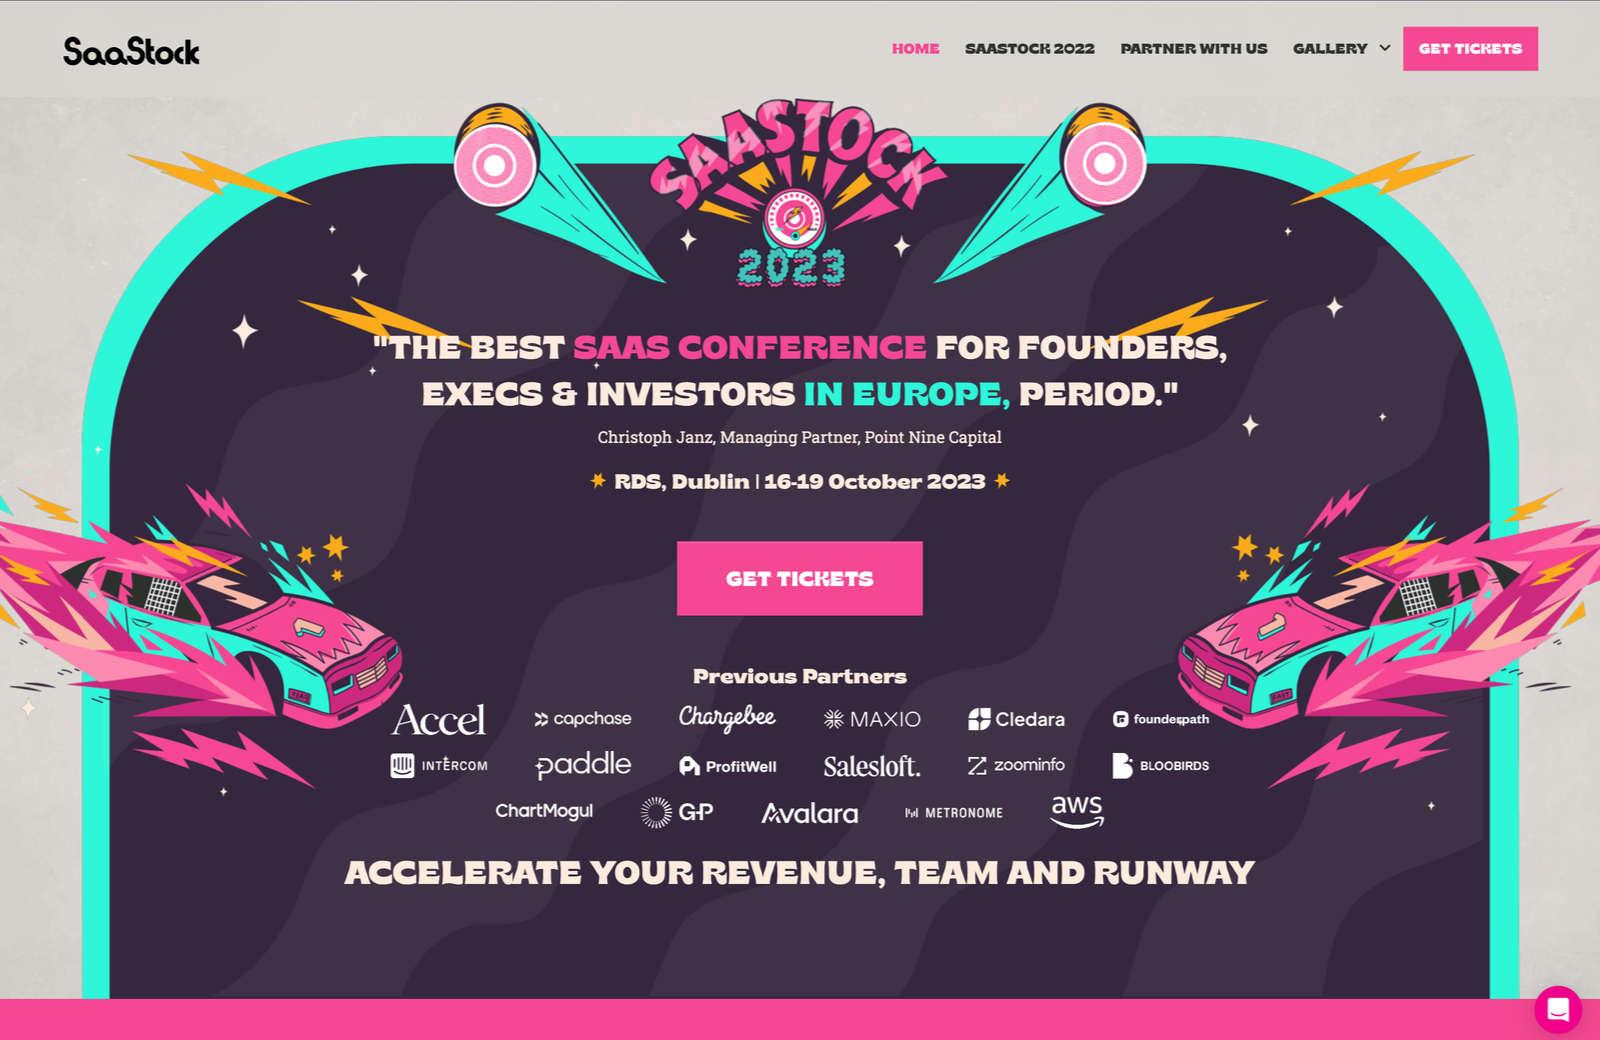 SaaStock
HOME
SAASTOCK 2022
PARTNER WITH US
GALLERY
GET TICKETS
SAASTOCK
2023
"THE BEST SAAS CONFERENCE FOR FOUNDERS,
EXECS & INVESTORS IN EUROPE, PERIOD."
Christoph Janz, Managing Partner, Point Nine Capital
RDS, Dublin | 16-19 October 2023
GET TICKETS
Previous Partners
Accel
capchase
Chargebee
MAXIO
Cledara
founderpath
INTERCOM
paddle
ProfitWell
Salesloft.
zoominfo
BLOOBIRDS
ChartMogul
G-P
Avalara
METRONOME
aws
ACCELERATE YOUR REVENUE, TEAM AND RUNWAY